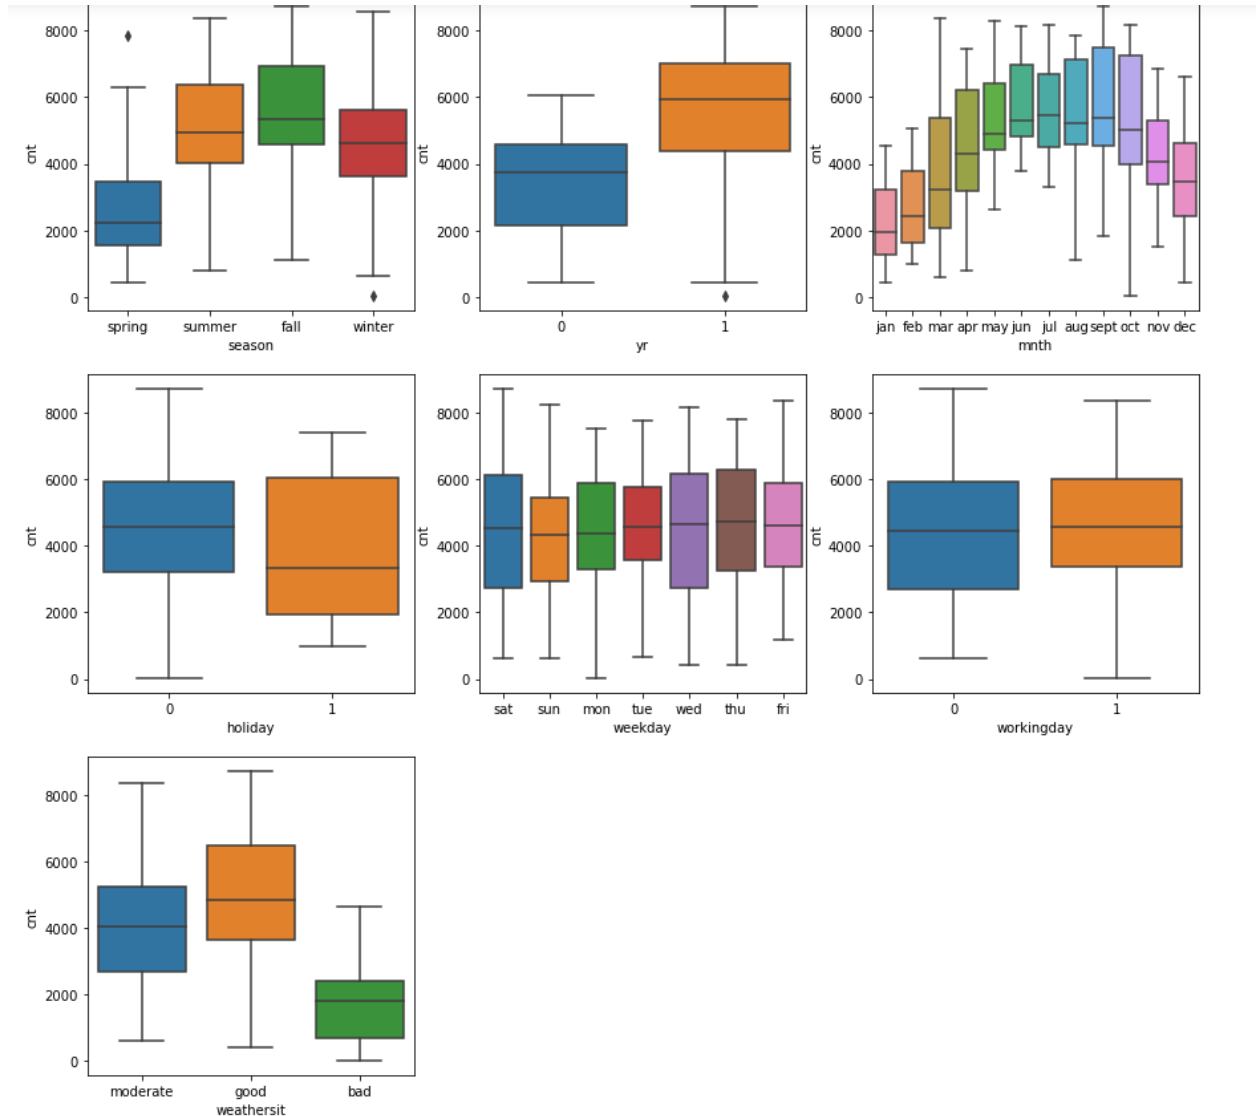 8000
6000
4000
2000
0
cnt
spring summer fall winter
season
8000
6000
4000
2000
0
cnt
0 1
yr
8000
6000
4000
2000
0
cnt
jan feb mar apr may jun jul aug sept oct nov dec
mnth
8000
6000
4000
2000
0
cnt
0 1
holiday
8000
6000
4000
2000
0
cnt
sat sun mon tue wed thu fri
weekday
8000
6000
4000
2000
0
cnt
0 1
workingday
8000
6000
4000
2000
0
cnt
moderate good bad
weathersit